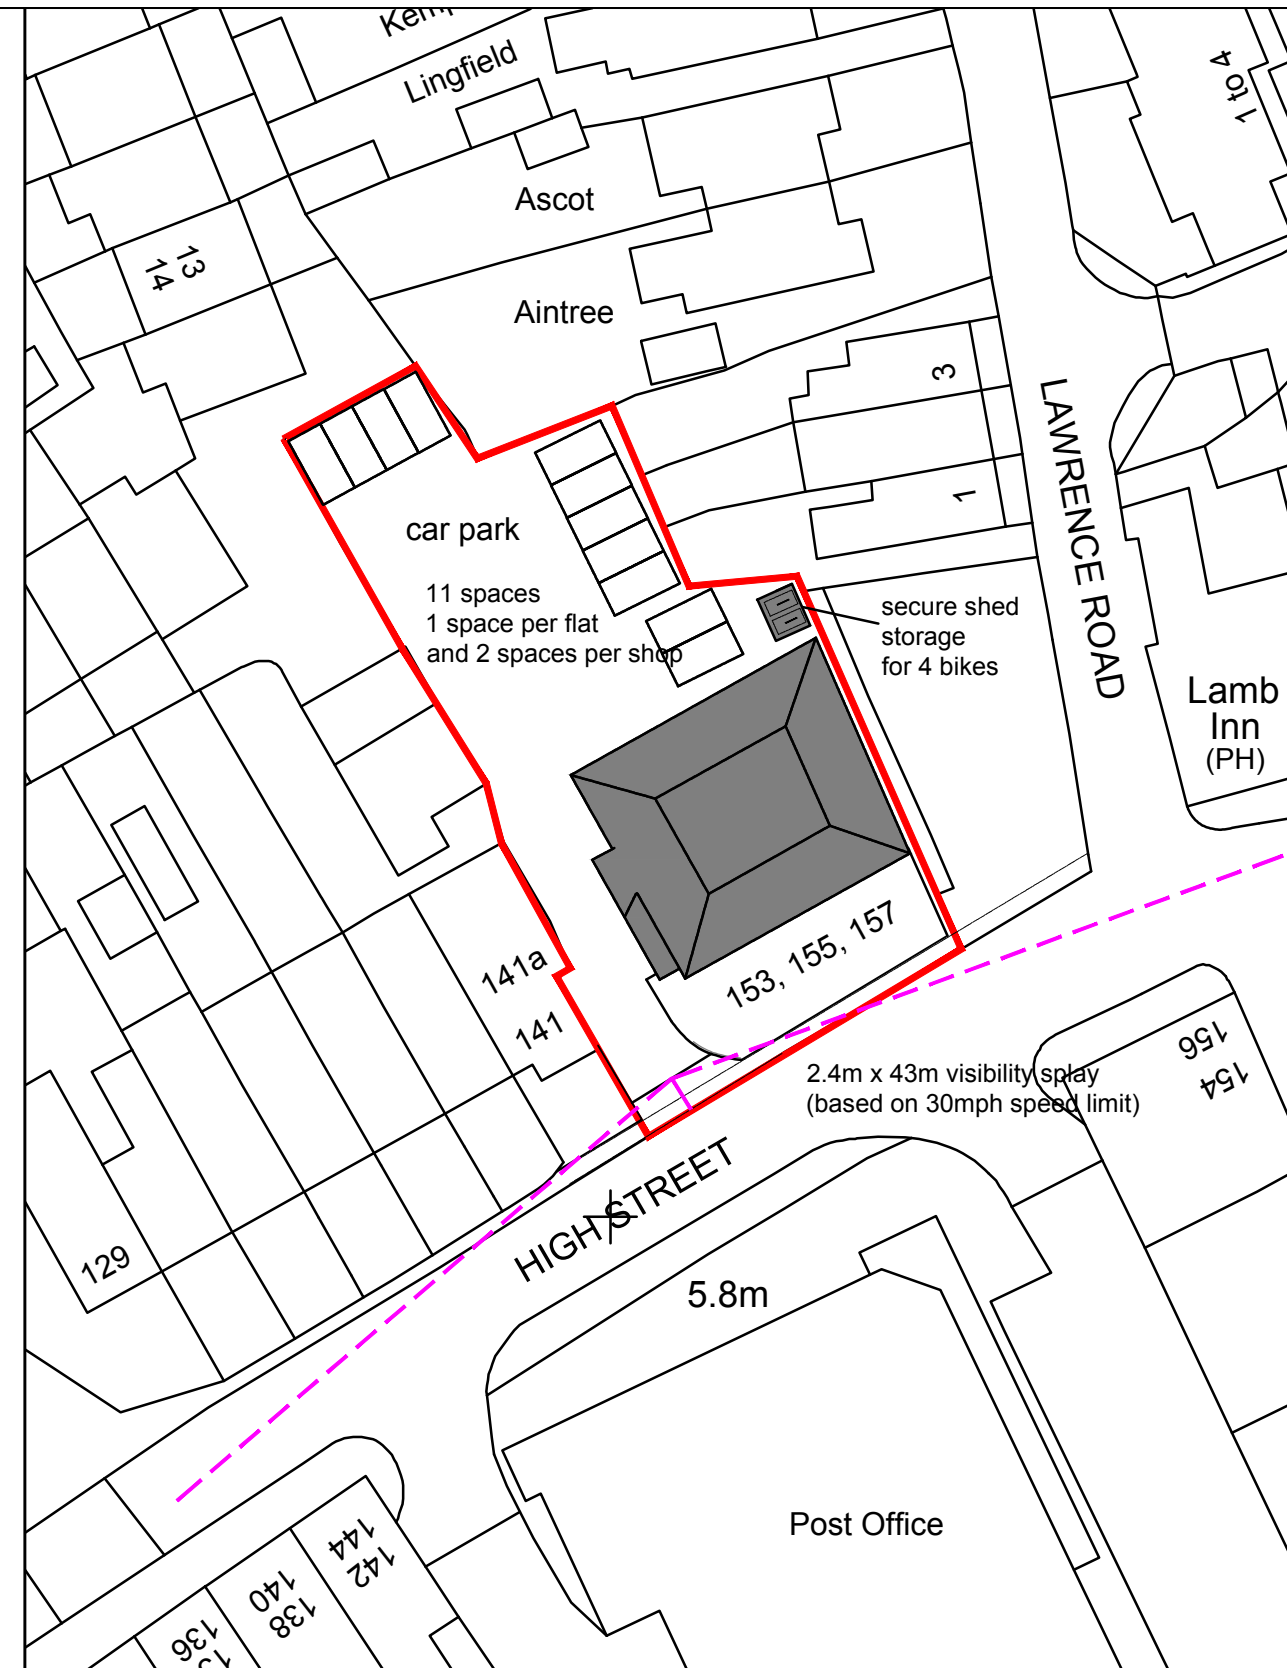 Lingfield
1 to 4
Ascot
13
14
Aintree
3
LAWRENCE ROAD
1
car park
11 spaces
1 space per flat
and 2 spaces per shop
secure shed
storage
for 4 bikes
Lamb
Inn
(PH)
153, 155, 157
141a
141
156
154
2.4m x 43m visibility splay
(based on 30mph speed limit)
HIGH STREET
129
5.8m
Post Office
144
142
140
138
136